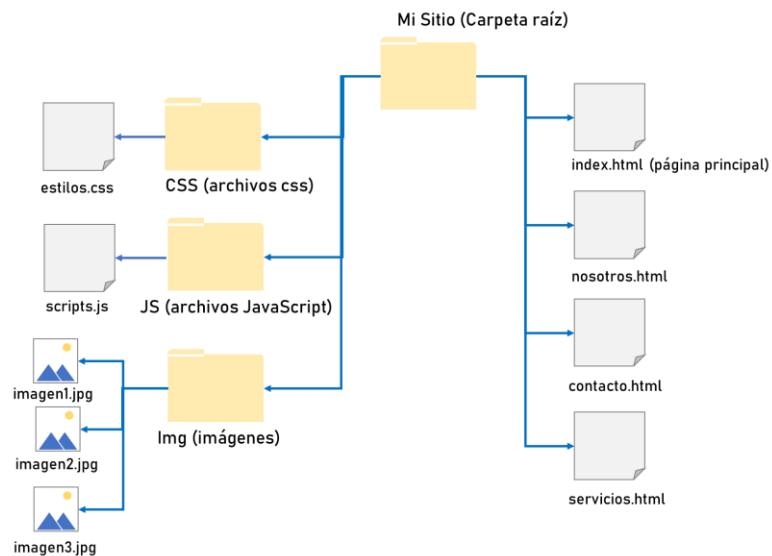 Mi Sitio (Carpeta raíz)
estilos.css
CSS (archivos css)
scripts.js
JS (archivos JavaScript)
imagen1.jpg
imagen2.jpg
imagen3.jpg
Img (imágenes)
index.html (página principal)
nosotros.html
contacto.html
servicios.html